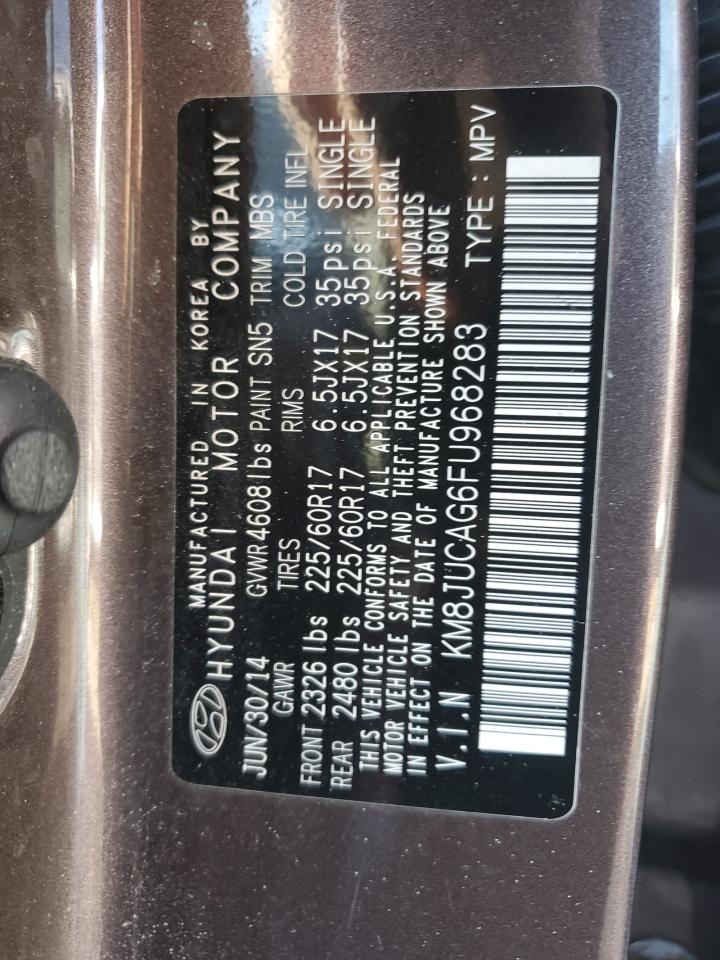 MANUFACTURED IN KOREA BY
HYUNDAI MOTOR COMPANY
JUN/30/14 GVWR 4608 lbs PAINT SN5 TRIM MBS
GAWR TIRES RIMS COLD TIRE INFL
FRONT 2326 lbs 225/60R17 6.5JX17 35psi SINGLE
REAR 2480 lbs 225/60R17 6.5JX17 35psi SINGLE
THIS VEHICLE CONFORMS TO ALL APPLICABLE U.S.A. FEDERAL
MOTOR VEHICLE SAFETY AND THEFT PREVENTION STANDARDS
IN EFFECT ON THE DATE OF MANUFACTURE SHOWN ABOVE
V.I.N KM8JUCAG6FU968283 TYPE : MPV